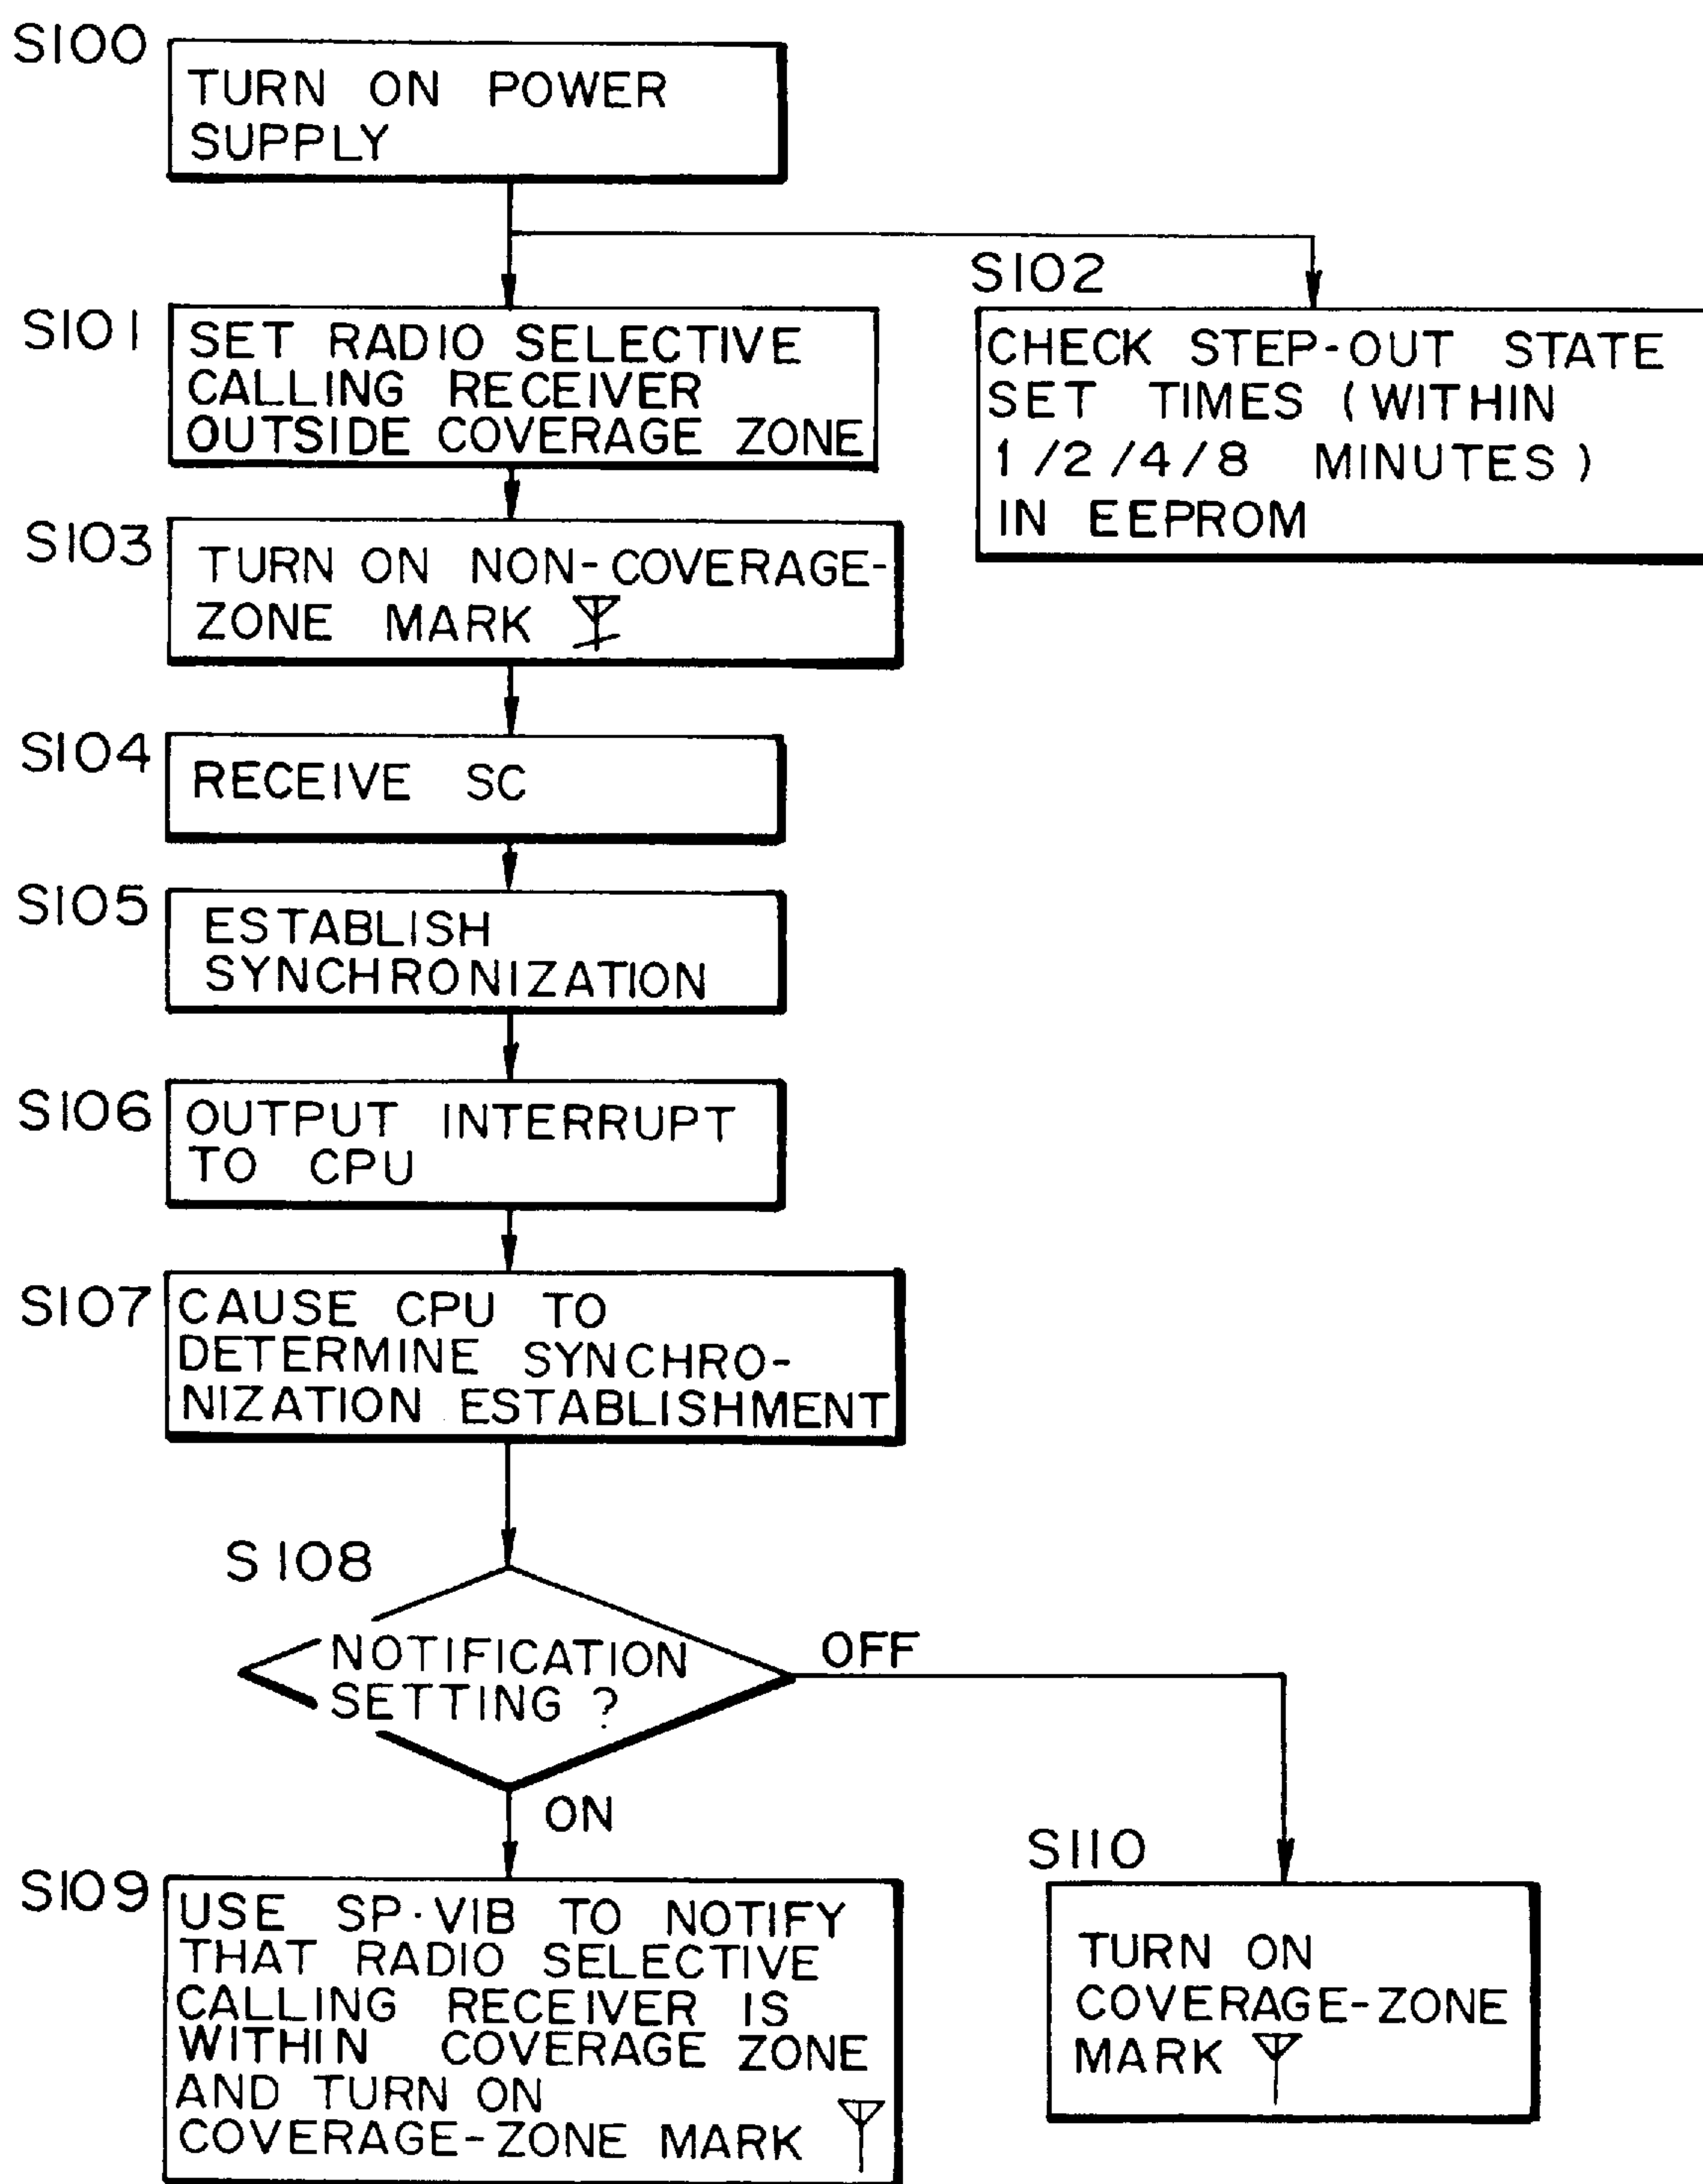 S100
TURN ON POWER
SUPPLY
S101
SET RADIO SELECTIVE
CALLING RECEIVER
OUTSIDE COVERAGE ZONE
S102
CHECK STEP-OUT STATE
SET TIMES (WITHIN
1/2/4/8 MINUTES)
IN EEPROM
S103
TURN ON NON-COVERAGE-
ZONE MARK
S104
RECEIVE SC
S105
ESTABLISH
SYNCHRONIZATION
S106
OUTPUT INTERRUPT
TO CPU
S107
CAUSE CPU TO
DETERMINE SYNCHRO-
NIZATION ESTABLISHMENT
S108
NOTIFICATION
SETTING ?
OFF
ON
S109
USE SP·VIB TO NOTIFY
THAT RADIO SELECTIVE
CALLING RECEIVER IS
WITHIN COVERAGE ZONE
AND TURN ON
COVERAGE-ZONE MARK
S110
TURN ON
COVERAGE-ZONE
MARK